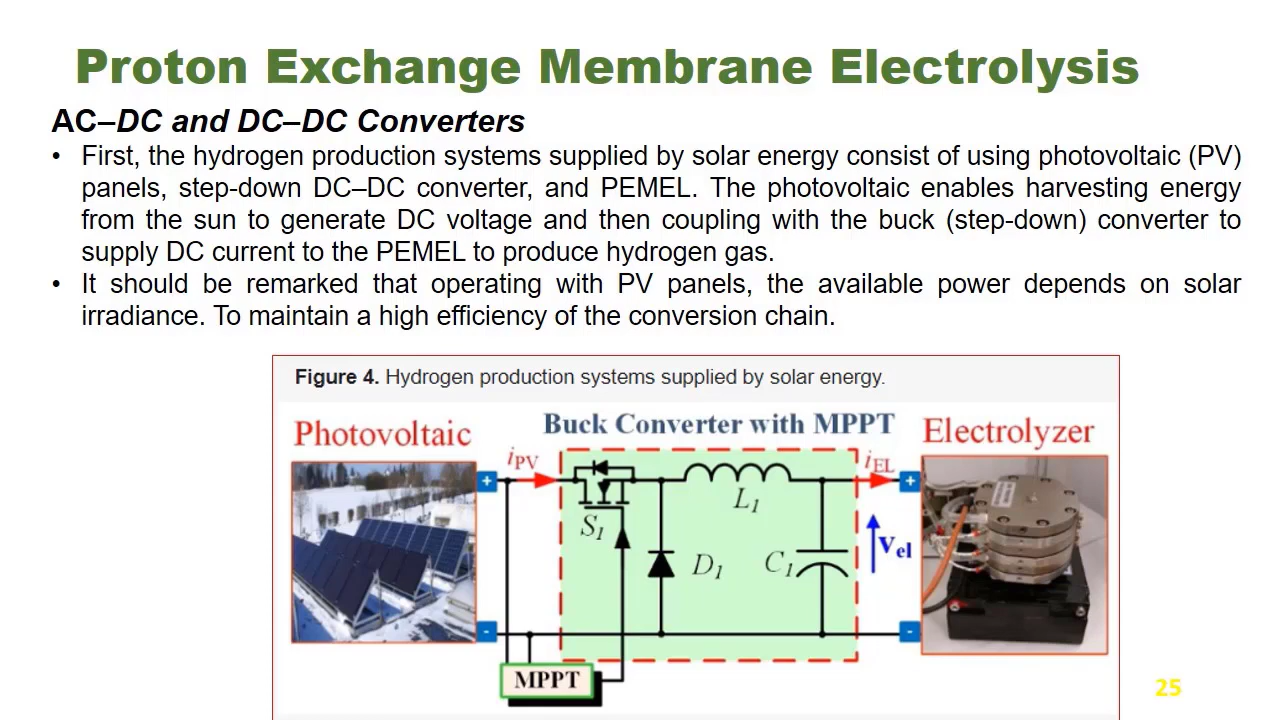 Proton Exchange Membrane Electrolysis
AC–DC and DC–DC Converters
• First, the hydrogen production systems supplied by solar energy consist of using photovoltaic (PV)
panels, step-down DC–DC converter, and PEMEL. The photovoltaic enables harvesting energy
from the sun to generate DC voltage and then coupling with the buck (step-down) converter to
supply DC current to the PEMEL to produce hydrogen gas.
• It should be remarked that operating with PV panels, the available power depends on solar
irradiance. To maintain a high efficiency of the conversion chain.
Figure 4. Hydrogen production systems supplied by solar energy.
Buck Converter with MPPT
Photovoltaic
Electrolyzer
iPV
iEL
+
+
S1
L1
D1
C1
Vel
-
-
MPPT
25